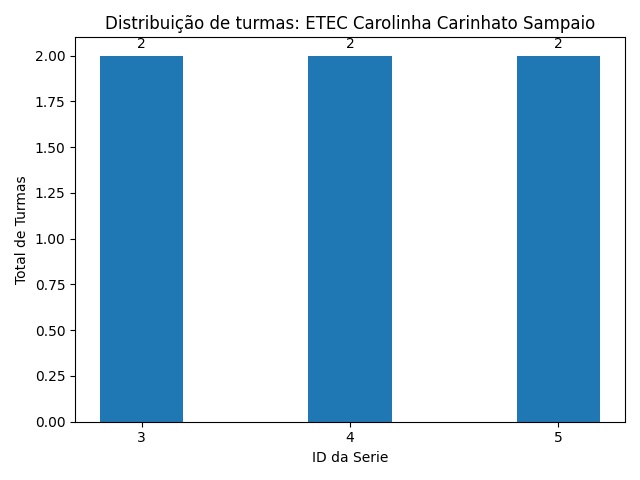 Distribuição de turmas: ETEC Carolinha Carinhato Sampaio
2 2 2
2.00
1.75
1.50
1.25
1.00
0.75
0.50
0.25
0.00
Total de Turmas
3 4 5
ID da Serie